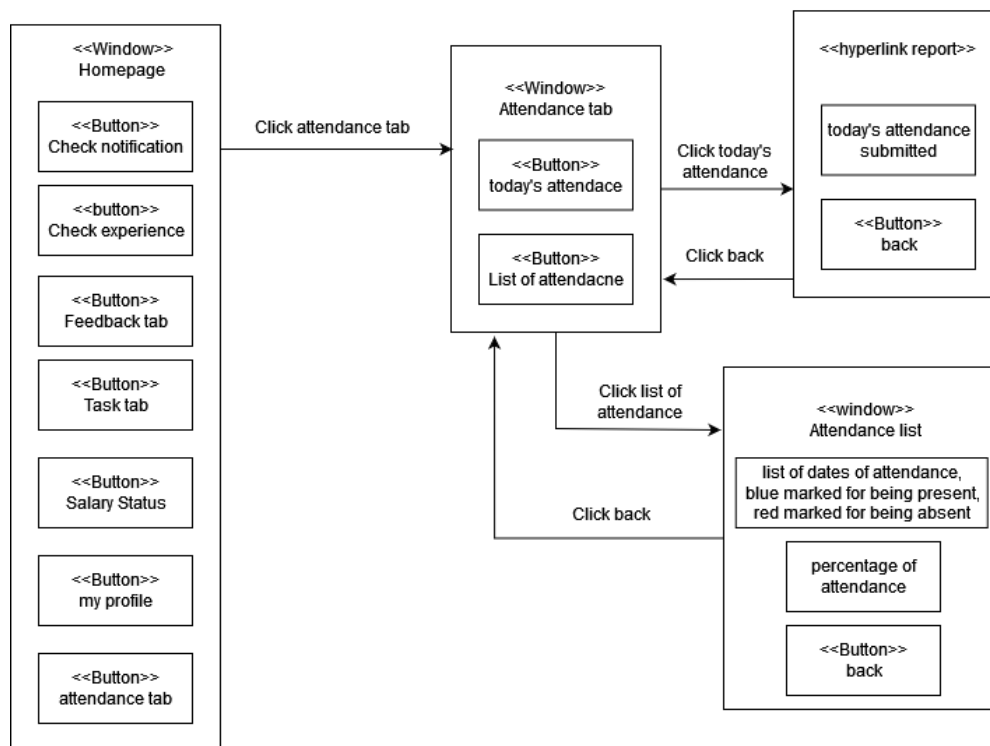 <<Window>>
Homepage
<<Button>>
Check notification
<<button>>
Check experience
<<Button>>
Feedback tab
<<Button>>
Task tab
<<Button>>
Salary Status
<<Button>>
my profile
<<Button>>
attendance tab
Click attendance tab
<<Window>>
Attendance tab
<<Button>>
today's attendace
<<Button>>
List of attendacne
Click today's
attendance
Click back
<<hyperlink report>>
today's attendance
submitted
<<Button>>
back
Click list of
attendance
Click back
<<window>>
Attendance list
list of dates of attendance,
blue marked for being present,
red marked for being absent
percentage of
attendance
<<Button>>
back